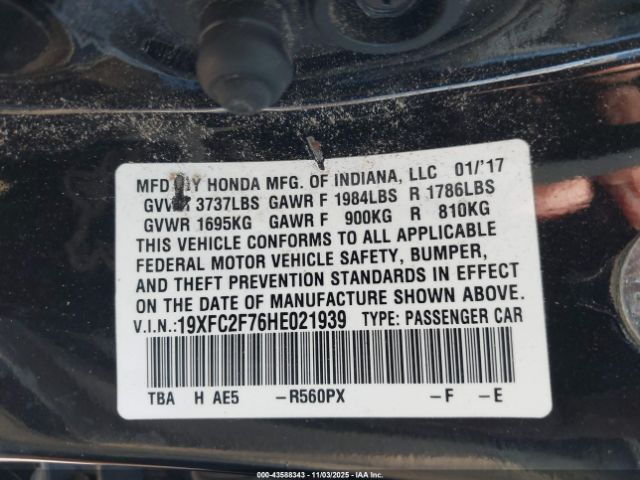 MFD BY HONDA MFG. OF INDIANA, LLC 01/'17
GVWR 3737LBS GAWR F 1984LBS R 1786LBS
GVWR 1695KG GAWR F 900KG R 810KG
THIS VEHICLE CONFORMS TO ALL APPLICABLE
FEDERAL MOTOR VEHICLE SAFETY, BUMPER,
AND THEFT PREVENTION STANDARDS IN EFFECT
ON THE DATE OF MANUFACTURE SHOWN ABOVE.
V.I.N.:19XFC2F76HE021939 TYPE: PASSENGER CAR
TBA H AE5 -R560PX -F -E
000-43588343 - 11/03/2025 - IAA Inc.